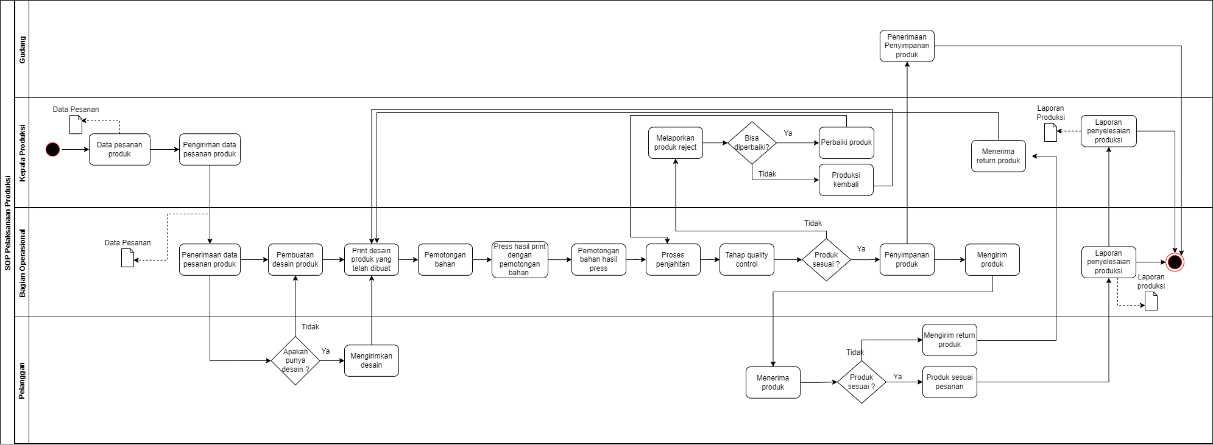 SOP Pelaksanaan Produksi
Gudang
Penerimaan
Penyimpanan
produk
Kepala Produksi
Data Pesanan
Data pesanan
produk
Pengiriman data
pesanan produk
Melaporkan
produk reject
Bisa
diperbaiki?
Ya
Perbaiki produk
Tidak
Produksi
kembali
Menerima
return produk
Laporan
Produksi
Laporan
penyelesaian
produksi
Bagian Operasional
Data Pesanan
Penerimaan data
pesanan produk
Pembuatan
desain produk
Print desain
produk yang
telah dibuat
Pemotongan
bahan
Press hasil print
dengan
pemotongan
bahan
Pemotongan
bahan hasil
press
Proses
penjahitan
Tahap quality
control
Tidak
Produk
sesuai ?
Ya
Penyimpanan
produk
Mengirim
produk
Laporan
penyelesaian
produksi
Laporan
produksi
Pelanggan
Tidak
Apakah
punya
desain ?
Ya
Mengirimkan
desain
Menerima
produk
Tidak
Produk
sesuai ?
Ya
Mengirim return
produk
Produk sesuai
pesanan